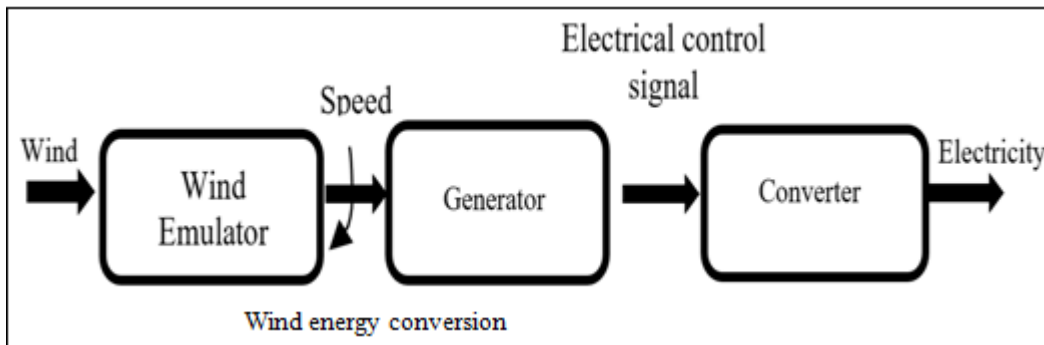 Electrical control
signal
Speed
Wind
Wind
Emulator
Generator
Converter
Electricity
Wind energy conversion